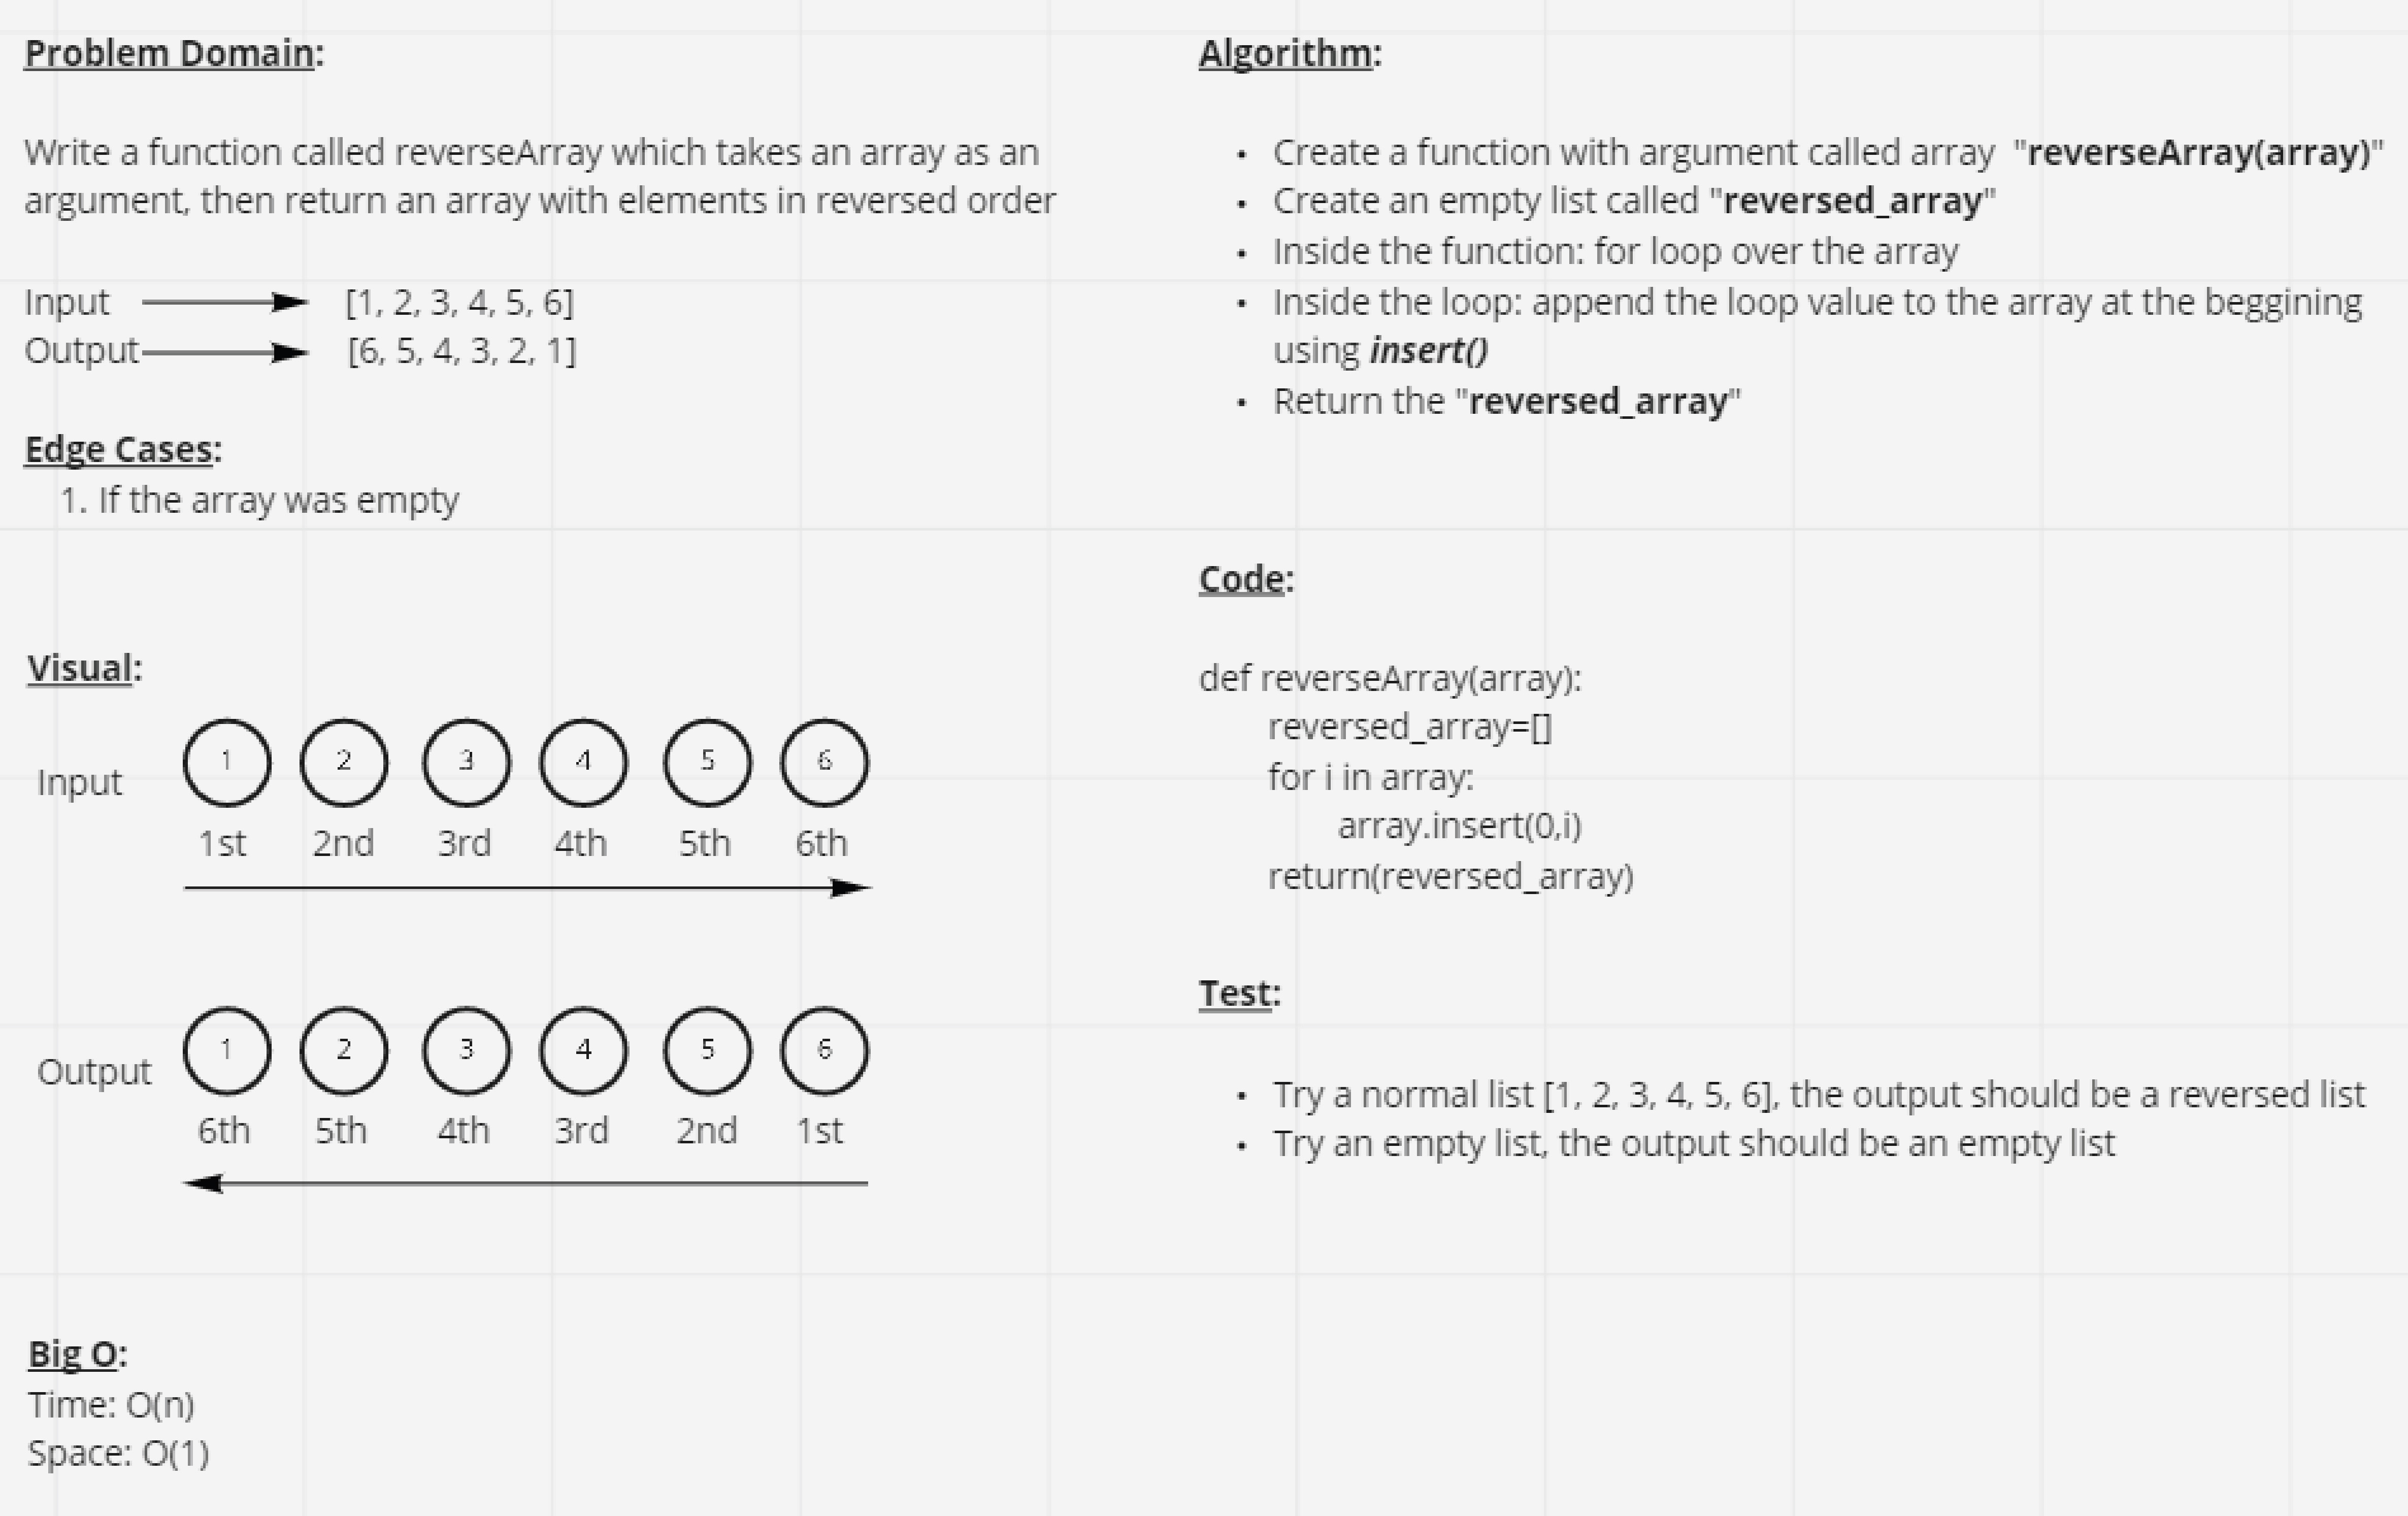 Problem Domain:
Write a function called reverseArray which takes an array as an
argument, then return an array with elements in reversed order
Input [1, 2, 3, 4, 5, 6]
Output [6, 5, 4, 3, 2, 1]
Edge Cases:
1. If the array was empty
Visual:
Input 1 2 3 4 5 6
1st 2nd 3rd 4th 5th 6th
Output 1 2 3 4 5 6
6th 5th 4th 3rd 2nd 1st
Big O:
Time: O(n)
Space: O(1)
Algorithm:
• Create a function with argument called array "reverseArray(array)"
• Create an empty list called "reversed_array"
• Inside the function: for loop over the array
• Inside the loop: append the loop value to the array at the beggining
using insert()
• Return the "reversed_array"
Code:
def reverseArray(array):
reversed_array=[]
for i in array:
array.insert(0,i)
return(reversed_array)
Test:
• Try a normal list [1, 2, 3, 4, 5, 6], the output should be a reversed list
• Try an empty list, the output should be an empty list